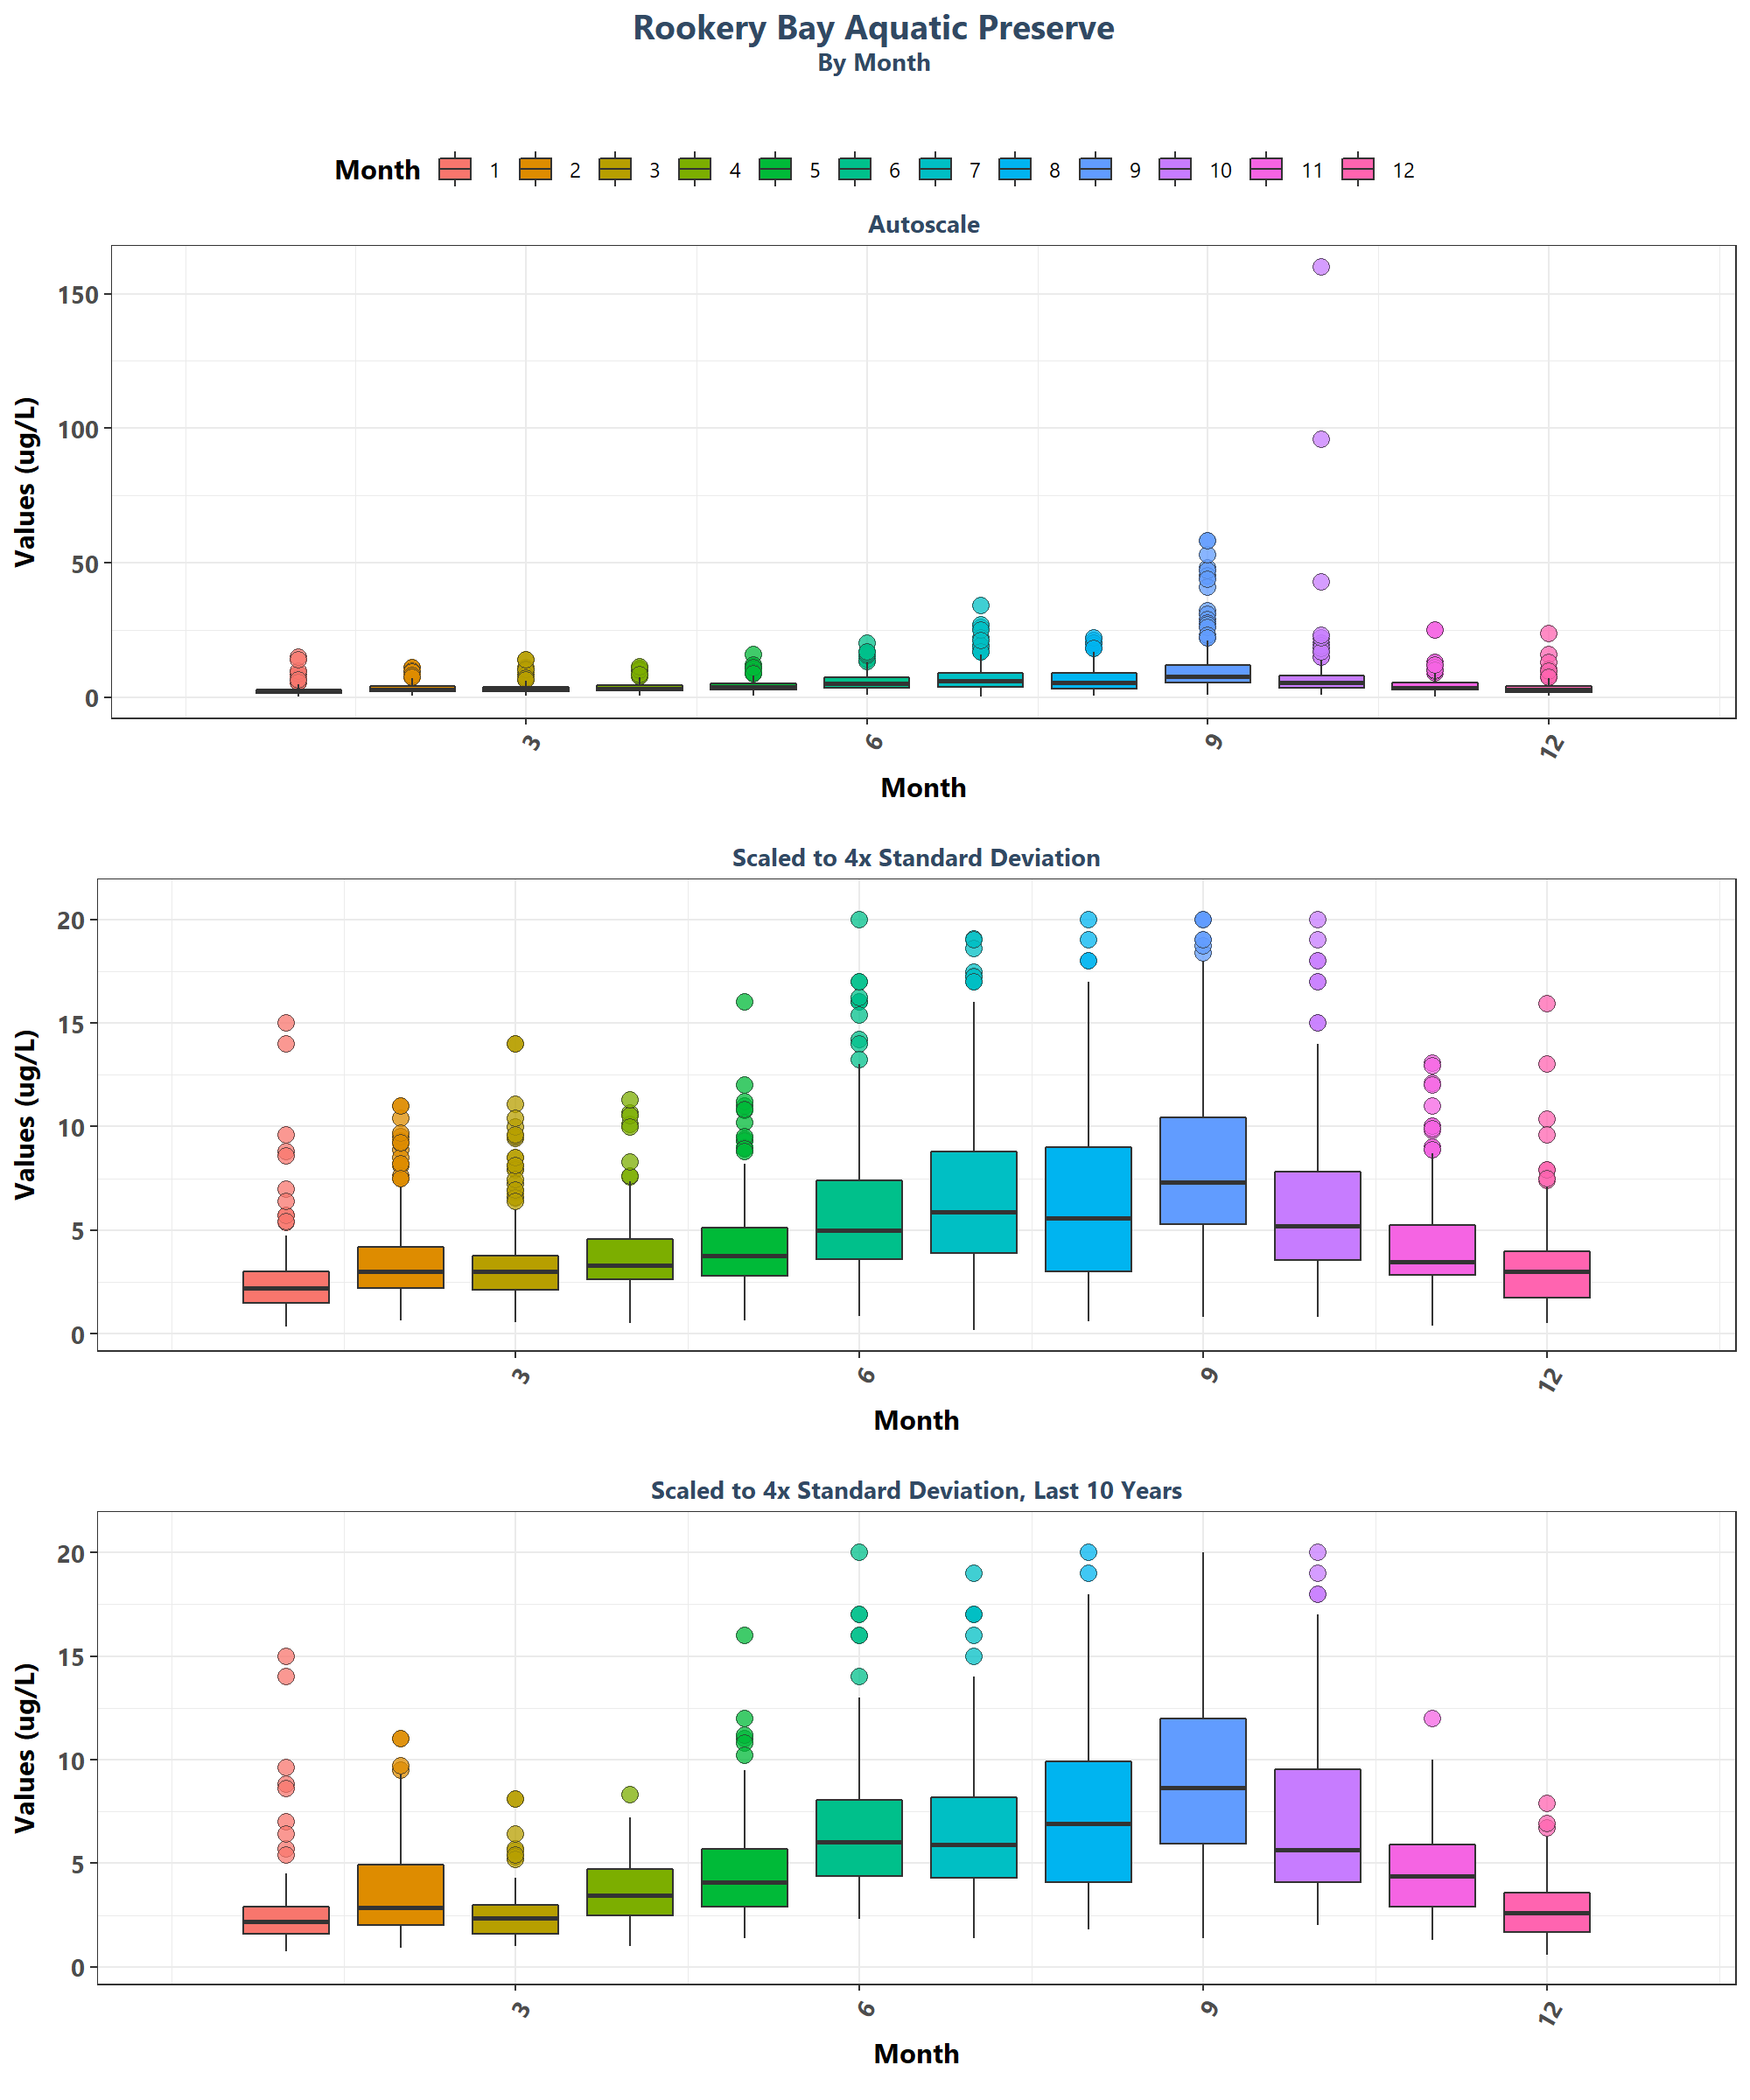 Rookery Bay Aquatic Preserve
By Month
Month 1 2 3 4 5 6 7 8 9 10 11 12
Autoscale
Values (ug/L)
150
100
50
0
3 6 9 12
Month
Scaled to 4x Standard Deviation
Values (ug/L)
20
15
10
5
0
3 6 9 12
Month
Scaled to 4x Standard Deviation, Last 10 Years
Values (ug/L)
20
15
10
5
0
3 6 9 12
Month